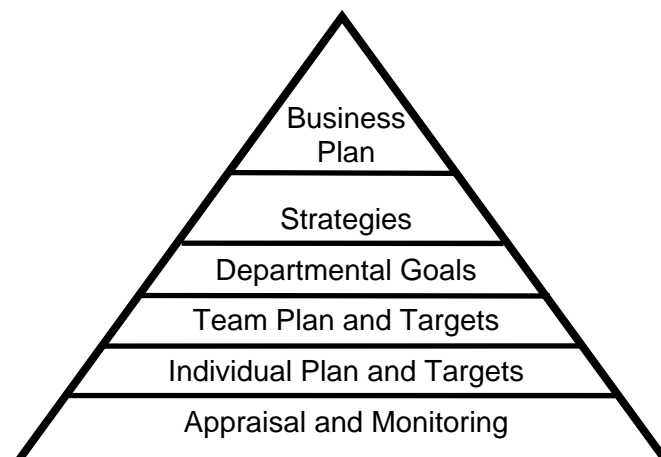 Business
Plan
Strategies
Departmental Goals
Team Plan and Targets
Individual Plan and Targets
Appraisal and Monitoring